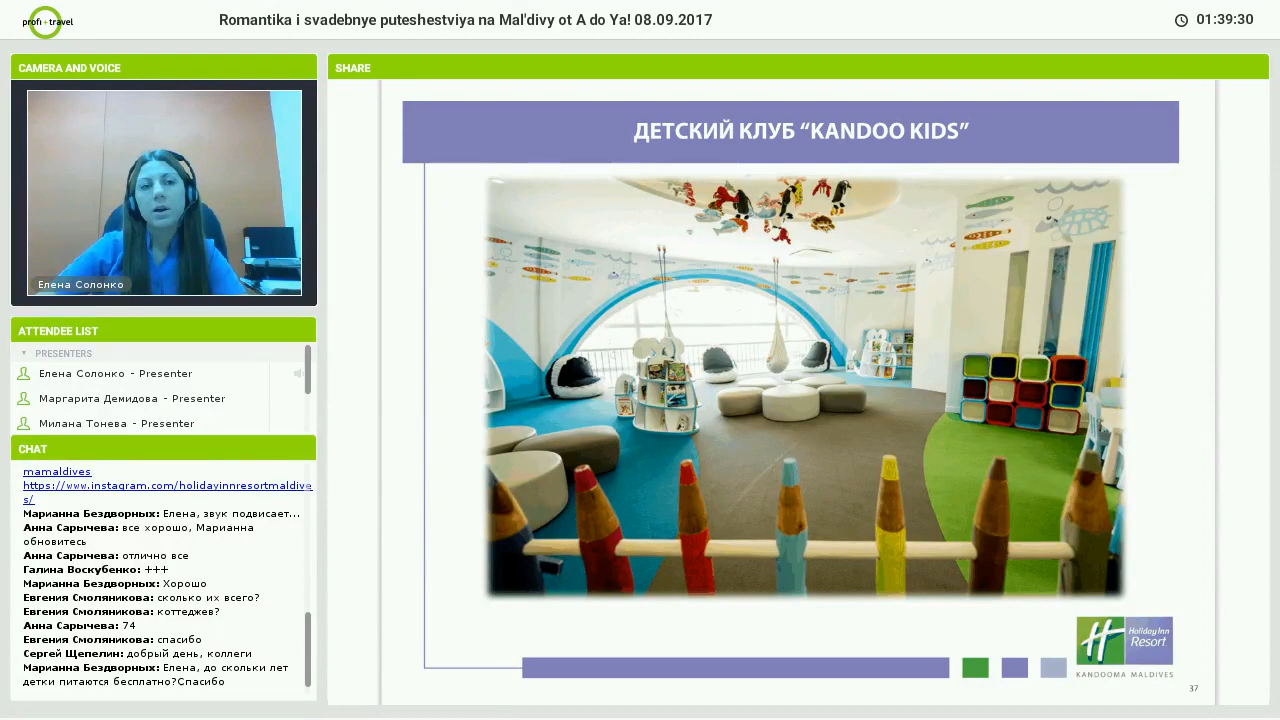 profi travel
Romantika i svadebnye puteshestviya na Mal'divy ot A do Ya! 08.09.2017
01:39:30
CAMERA AND VOICE
Елена Солонко
ATTENDEE LIST
PRESENTERS
Елена Солонко - Presenter
Маргарита Демидова - Presenter
Милана Тонева - Presenter
CHAT
mamaldives
https://www.instagram.com/holidayinnresortmaldive
s/
Марианна Бездворных: Елена, звук подвисает...
Анна Сарычева: все хорошо, Марианна
обновитесь
Анна Сарычева: отлично все
Галина Воскубенко: +++
Марианна Бездворных: Хорошо
Евгения Смоляникова: сколько их всего?
Евгения Смоляникова: коттеджев?
Анна Сарычева: 74
Евгения Смоляникова: спасибо
Сергей Щепелин: добрый день, коллеги
Марианна Бездворных: Елена, до скольки лет
детки питаются бесплатно?Спасибо
SHARE
ДЕТСКИЙ КЛУБ “KANDOO KIDS”
Holiday Inn
Resort
KANDOOMA MALDIVES
37